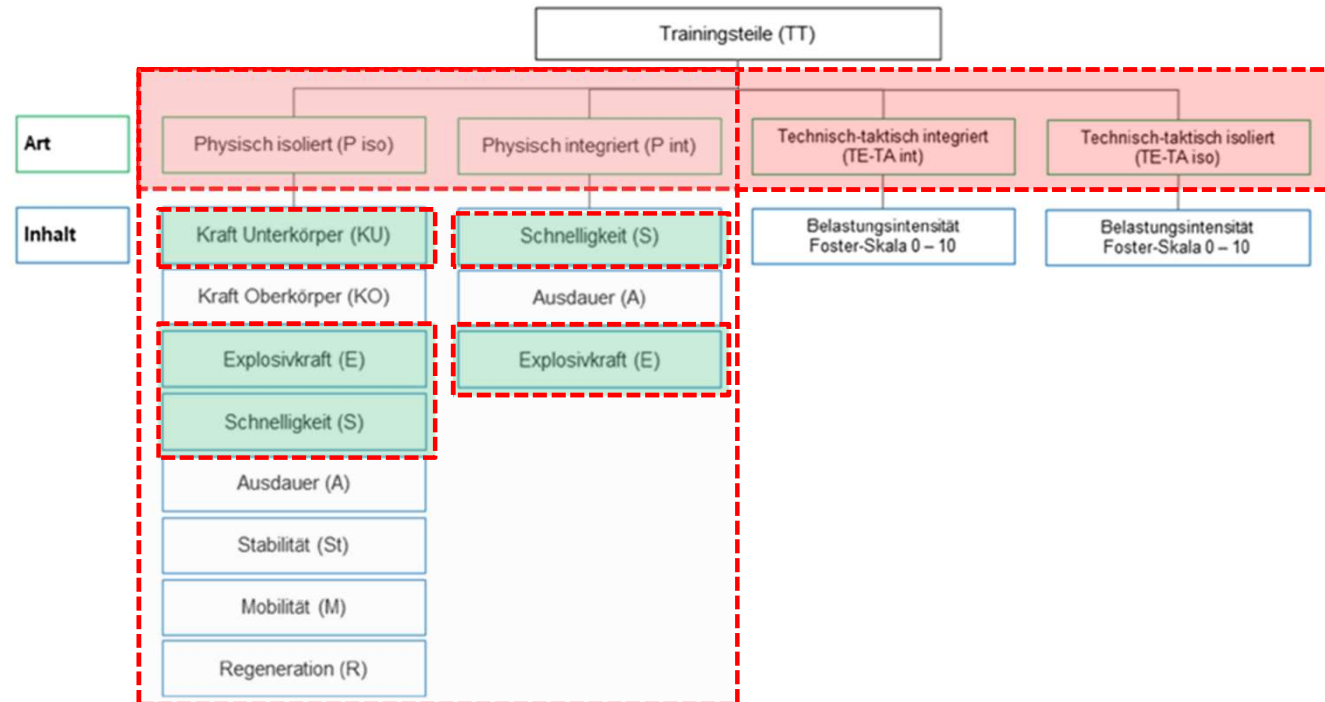 Trainingsteile (TT)
Art
Physisch isoliert (P iso)
Physisch integriert (P int)
Technisch-taktisch integriert
(TE-TA int)
Technisch-taktisch isoliert
(TE-TA iso)
Inhalt
Kraft Unterkörper (KU)
Schnelligkeit (S)
Belastungsintensität
Foster-Skala 0 – 10
Belastungsintensität
Foster-Skala 0 – 10
Kraft Oberkörper (KO)
Ausdauer (A)
Explosivkraft (E)
Explosivkraft (E)
Schnelligkeit (S)
Ausdauer (A)
Stabilität (St)
Mobilität (M)
Regeneration (R)